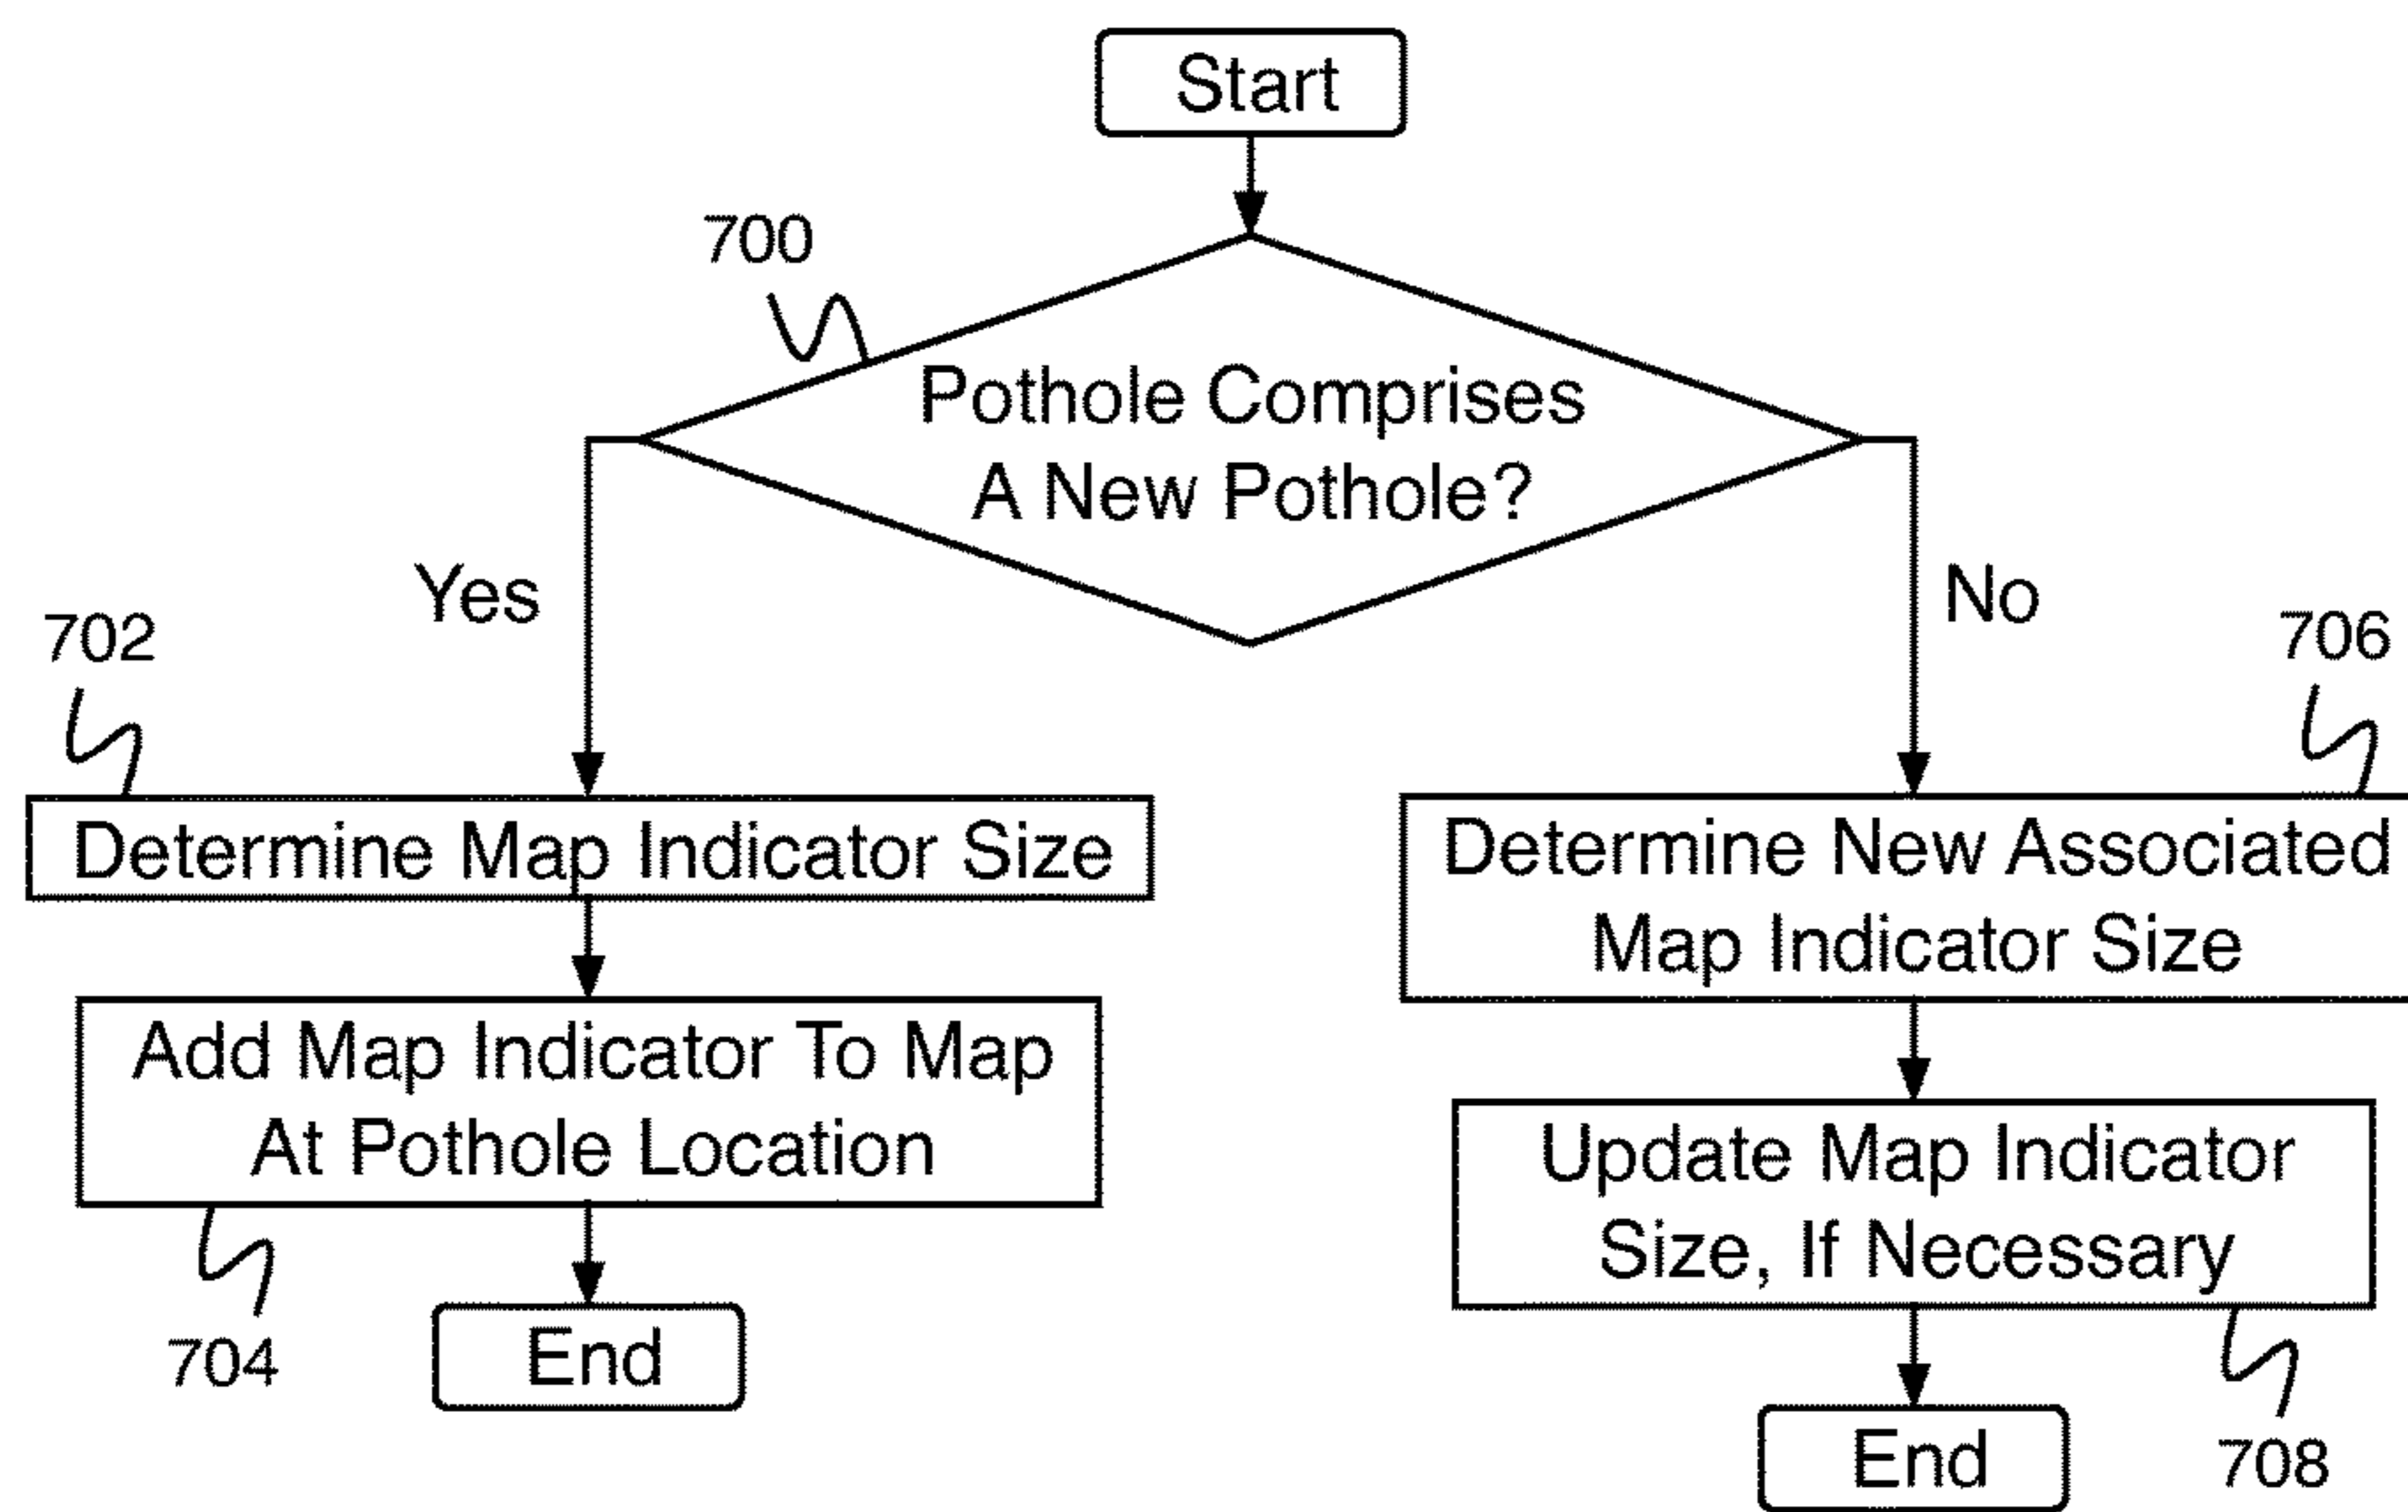 Start
700
Pothole Comprises
A New Pothole?
Yes
No
702
706
Determine Map Indicator Size
Determine New Associated
Map Indicator Size
Add Map Indicator To Map
At Pothole Location
Update Map Indicator
Size, If Necessary
704
End
End
708